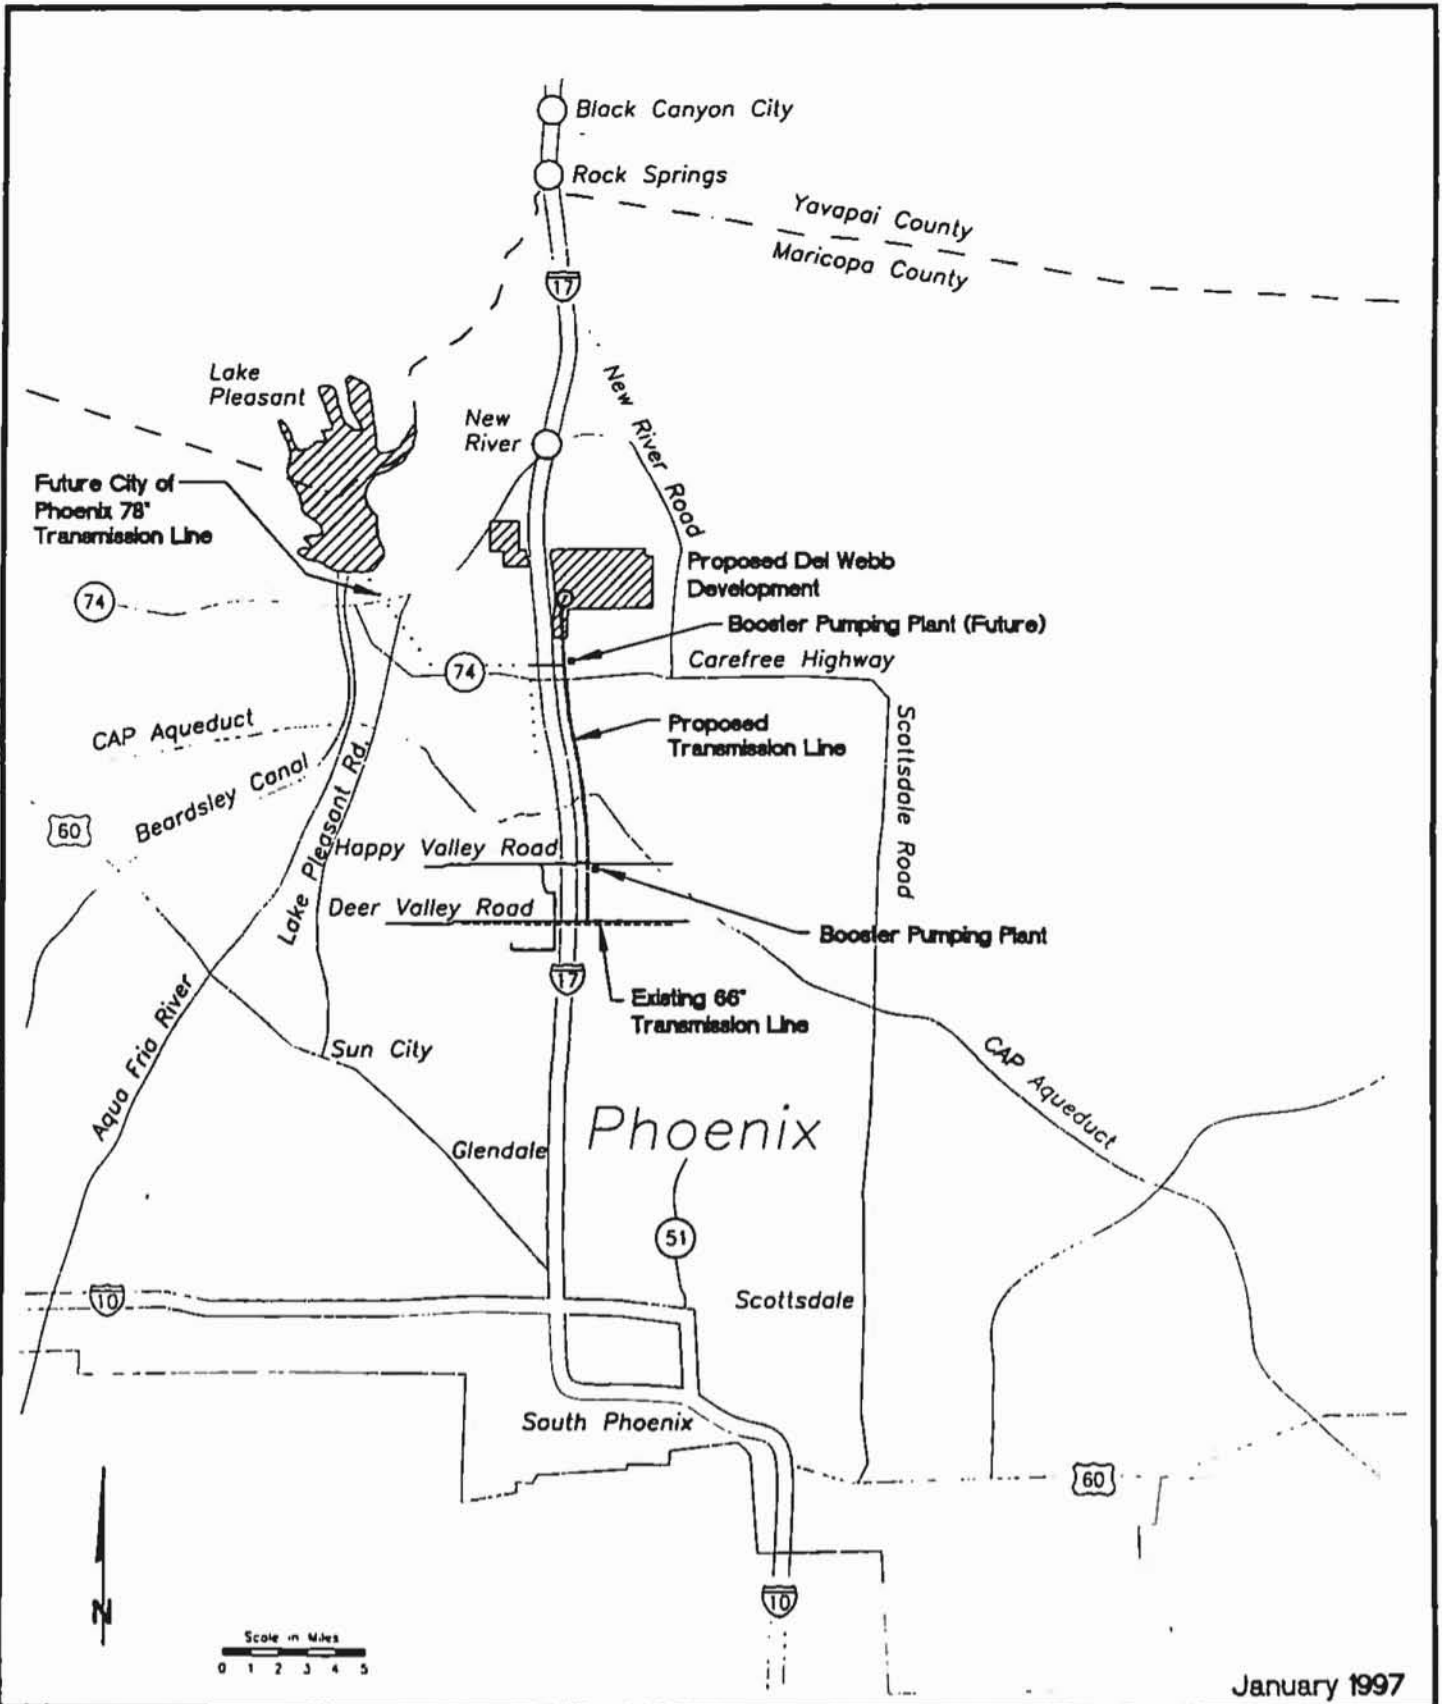 Black Canyon City
Rock Springs
Yavapai County
Maricopa County
17
Lake
Pleasant
New River Road
New
River
Future City of
Phoenix 78"
Transmission Line
Proposed Del Webb
Development
74
Booster Pumping Plant (Future)
Carefree Highway
74
CAP Aqueduct
Proposed
Transmission Line
Scottsdale Road
Beardsley Canal
Lake Pleasant Rd.
60
Happy Valley Road
Deer Valley Road
Booster Pumping Plant
17
Existing 66"
Transmission Line
Aqua Fria River
Sun City
CAP Aqueduct
Phoenix
Glendale
51
10
Scottsdale
South Phoenix
60
N
10
Scale in Miles
0 1 2 3 4 5
January 1997